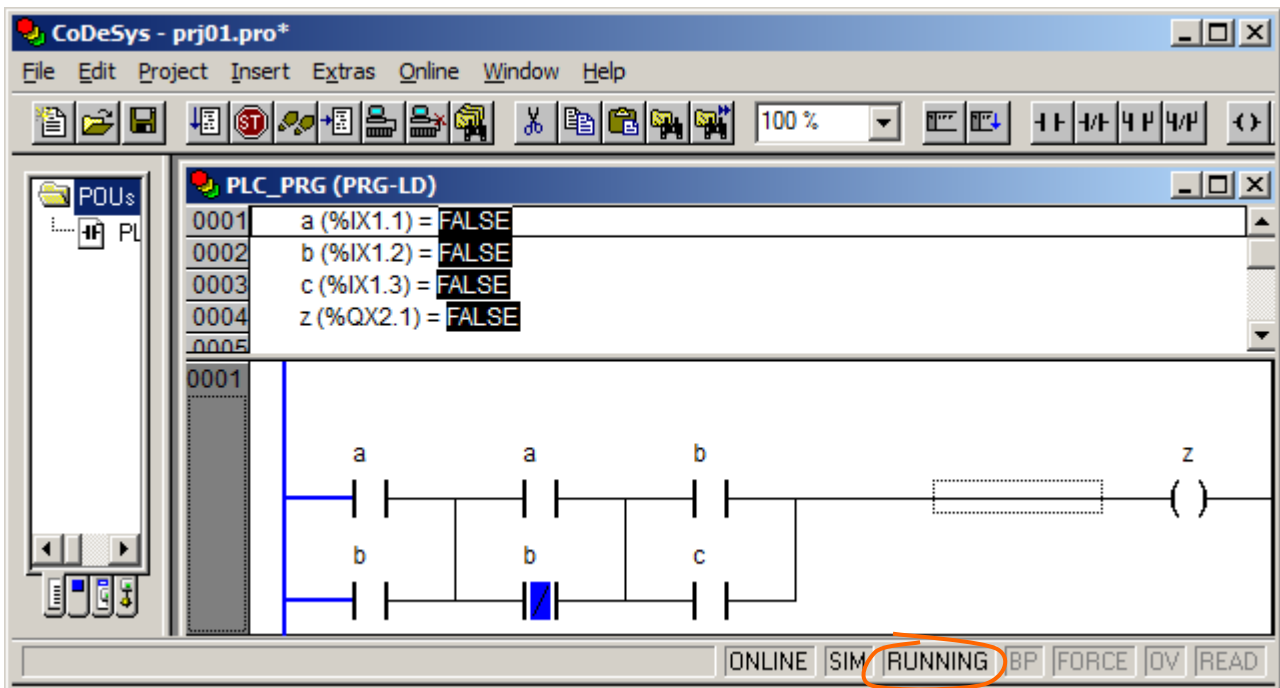 CoDeSys - prj01.pro*
File Edit Project Insert Extras Online Window Help
ST 100 %
POUs
PL
PLC_PRG (PRG-LD)
0001 a (%IX1.1) = FALSE
0002 b (%IX1.2) = FALSE
0003 c (%IX1.3) = FALSE
0004 z (%QX2.1) = FALSE
0005
0001
a a b z
b b c
ONLINE SIM RUNNING BP FORCE OV READ